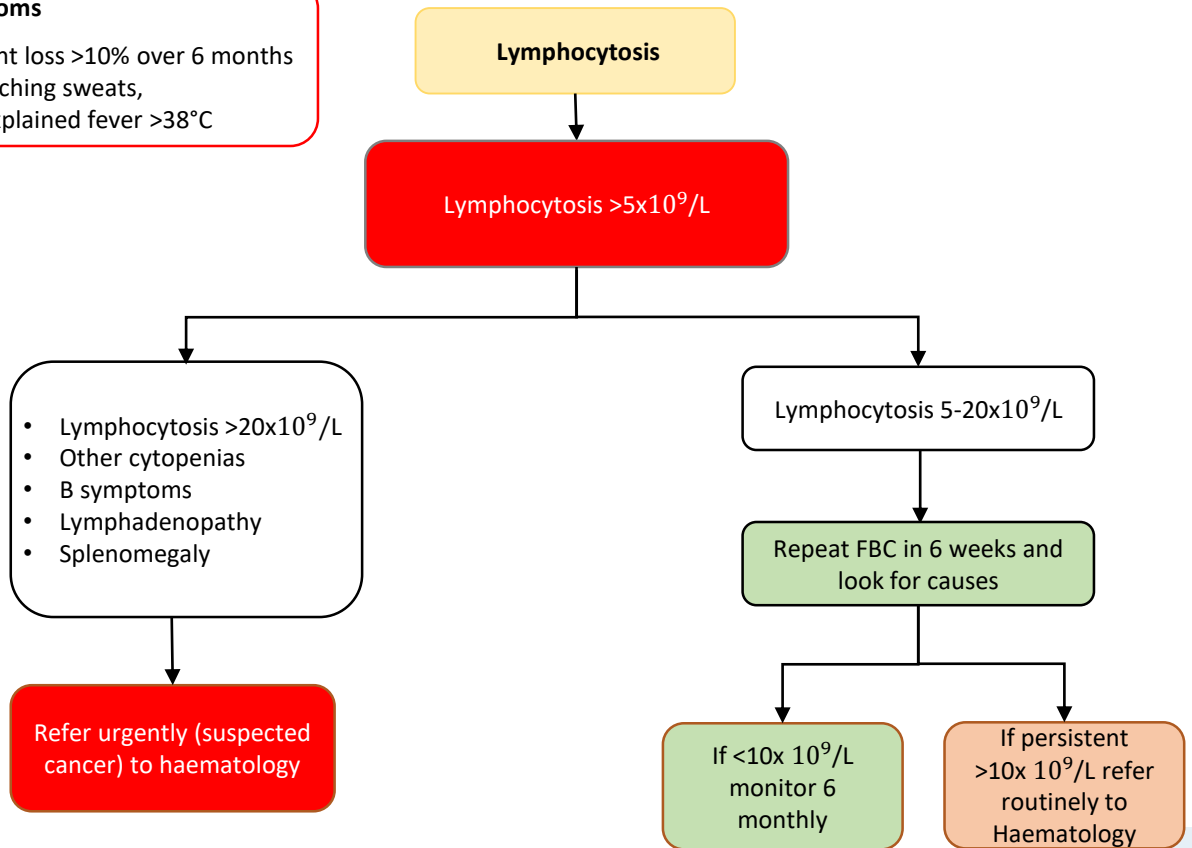 oms
nt loss >10% over 6 months
ching sweats,
xplained fever >38°C
Lymphocytosis
Lymphocytosis >5x10⁹/L
• Lymphocytosis >20x10⁹/L
• Other cytopenias
• B symptoms
• Lymphadenopathy
• Splenomegaly
Refer urgently (suspected
cancer) to haematology
Lymphocytosis 5-20x10⁹/L
Repeat FBC in 6 weeks and
look for causes
If <10x 10⁹/L
monitor 6
monthly
If persistent
>10x 10⁹/L refer
routinely to
Haematology